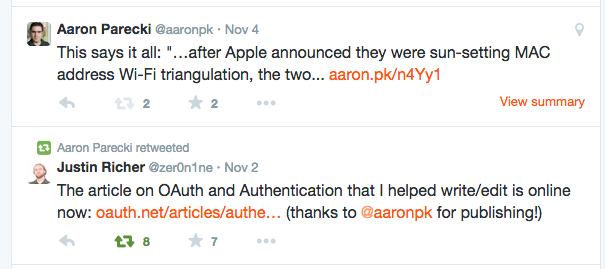 Aaron Parecki @aaronpk · Nov 4
This says it all: "…after Apple announced they were sun-setting MAC
address Wi-Fi triangulation, the two... aaron.pk/n4Yy1
2 2 View summary
Aaron Parecki retweeted
Justin Richer @zer0n1ne · Nov 2
The article on OAuth and Authentication that I helped write/edit is online
now: oauth.net/articles/authe… (thanks to @aaronpk for publishing!)
8 7